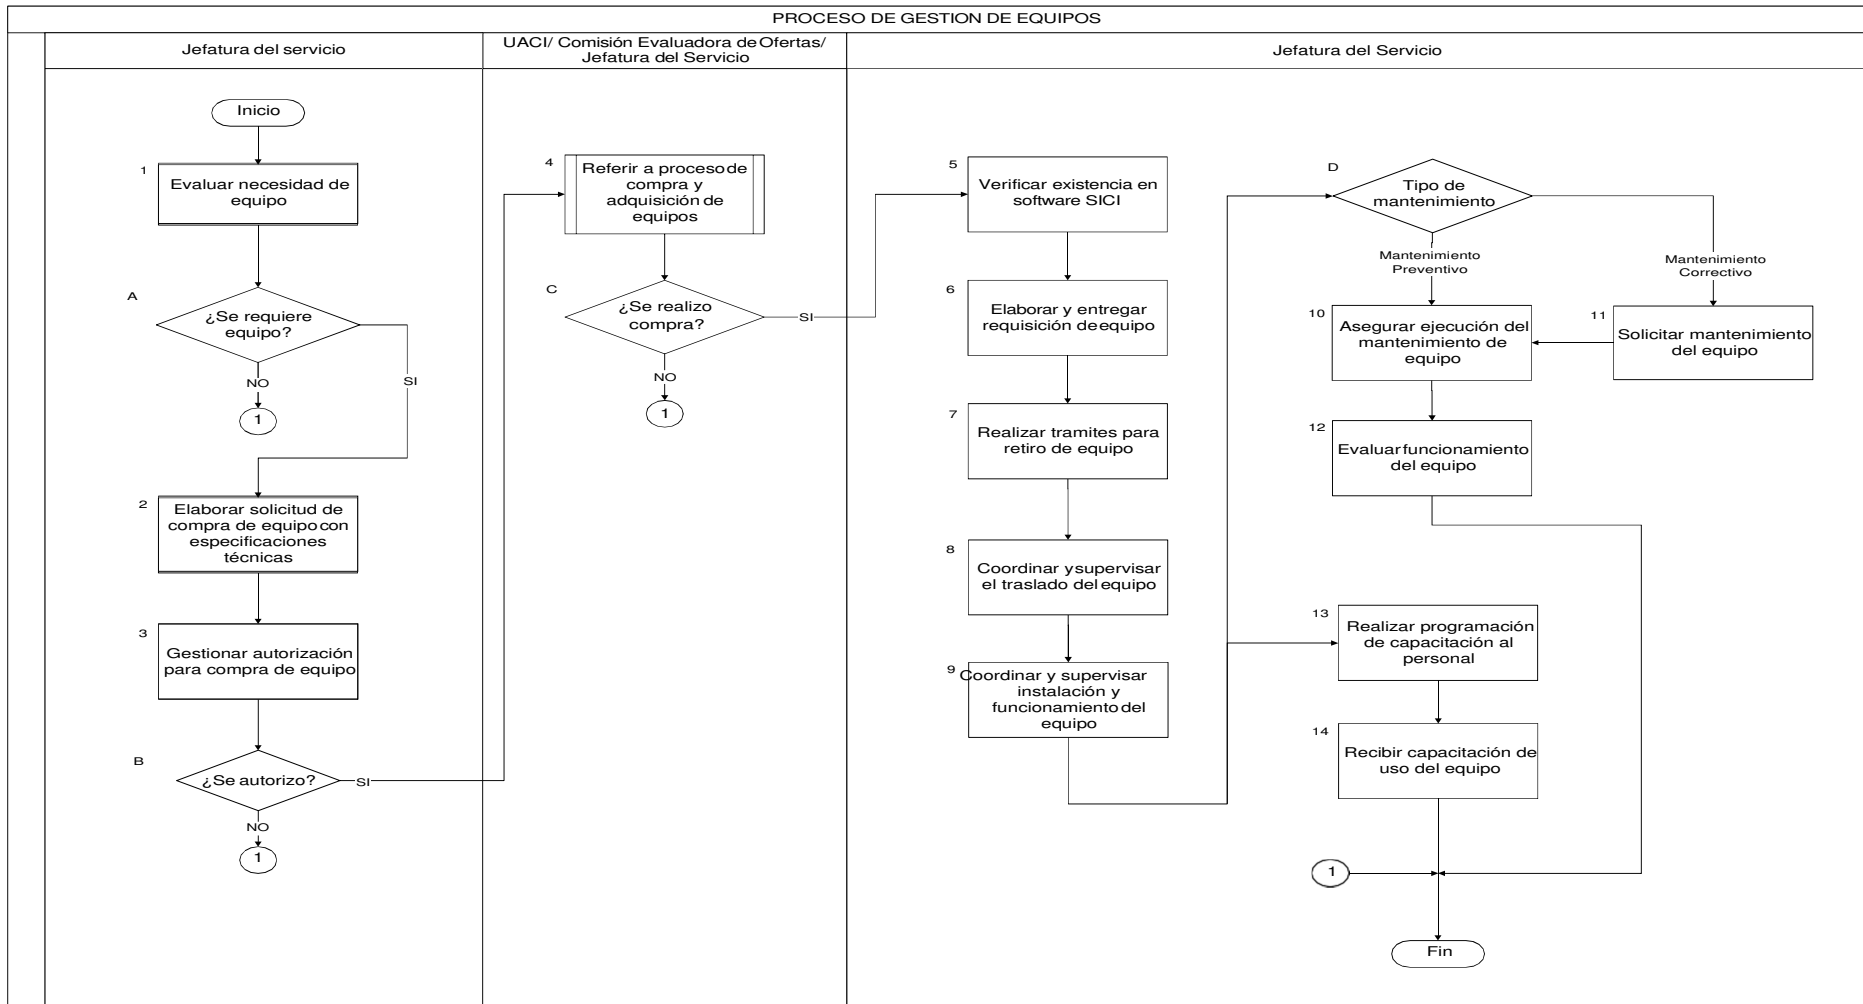 PROCESO DE GESTION DE EQUIPOS
Jefatura del servicio
UACI/ Comisión Evaluadora de Ofertas/
Jefatura del Servicio
Jefatura del Servicio
Inicio
1
Evaluar necesidad de
equipo
A
¿Se requiere
equipo?
SI
NO
1
2
Elaborar solicitud de
compra de equipo con
especificaciones
técnicas
3
Gestionar autorización
para compra de equipo
B
¿Se autorizo?
SI
NO
1
4
Referir a proceso de
compra y
adquisición de
equipos
C
¿Se realizo
compra?
SI
NO
1
5
Verificar existencia en
software SICI
6
Elaborar y entregar
requisición de equipo
7
Realizar tramites para
retiro de equipo
8
Coordinar y supervisar
el traslado del equipo
9
Coordinar y supervisar
instalación y
funcionamiento del
equipo
D
Tipo de
mantenimiento
Mantenimiento
Preventivo
Mantenimiento
Correctivo
10
Asegurar ejecución del
mantenimiento de
equipo
11
Solicitar mantenimiento
del equipo
12
Evaluar funcionamiento
del equipo
13
Realizar programación
de capacitación al
personal
14
Recibir capacitación de
uso del equipo
1
Fin